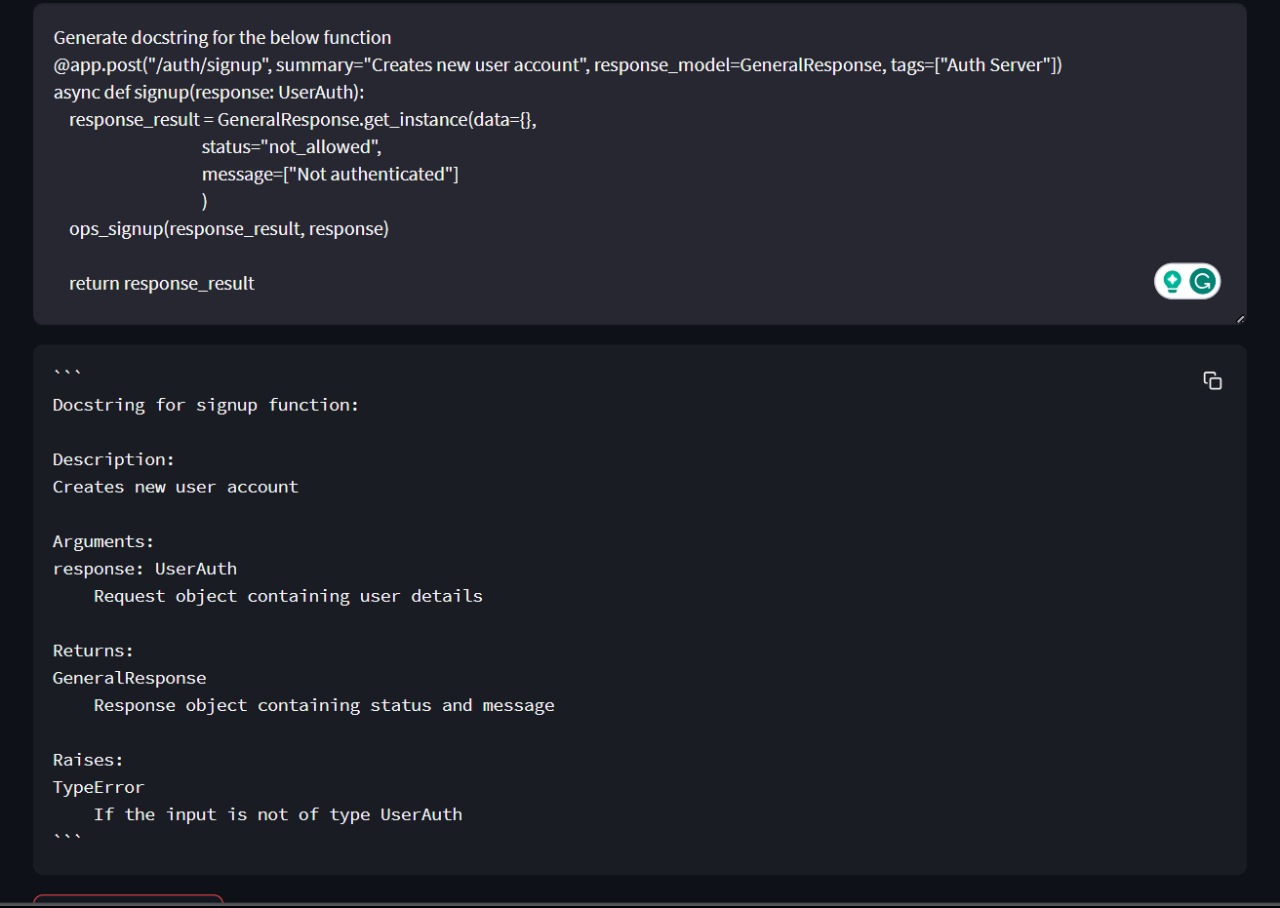 Generate docstring for the below function
@app.post("/auth/signup", summary="Creates new user account", response_model=GeneralResponse, tags=["Auth Server"])
async def signup(response: UserAuth):
    response_result = GeneralResponse.get_instance(data={},
                                    status="not_allowed",
                                    message=["Not authenticated"]
                                    )
    ops_signup(response_result, response)

    return response_result
```
Docstring for signup function:

Description:
Creates new user account

Arguments:
response: UserAuth
    Request object containing user details

Returns:
GeneralResponse
    Response object containing status and message

Raises:
TypeError
    If the input is not of type UserAuth
```